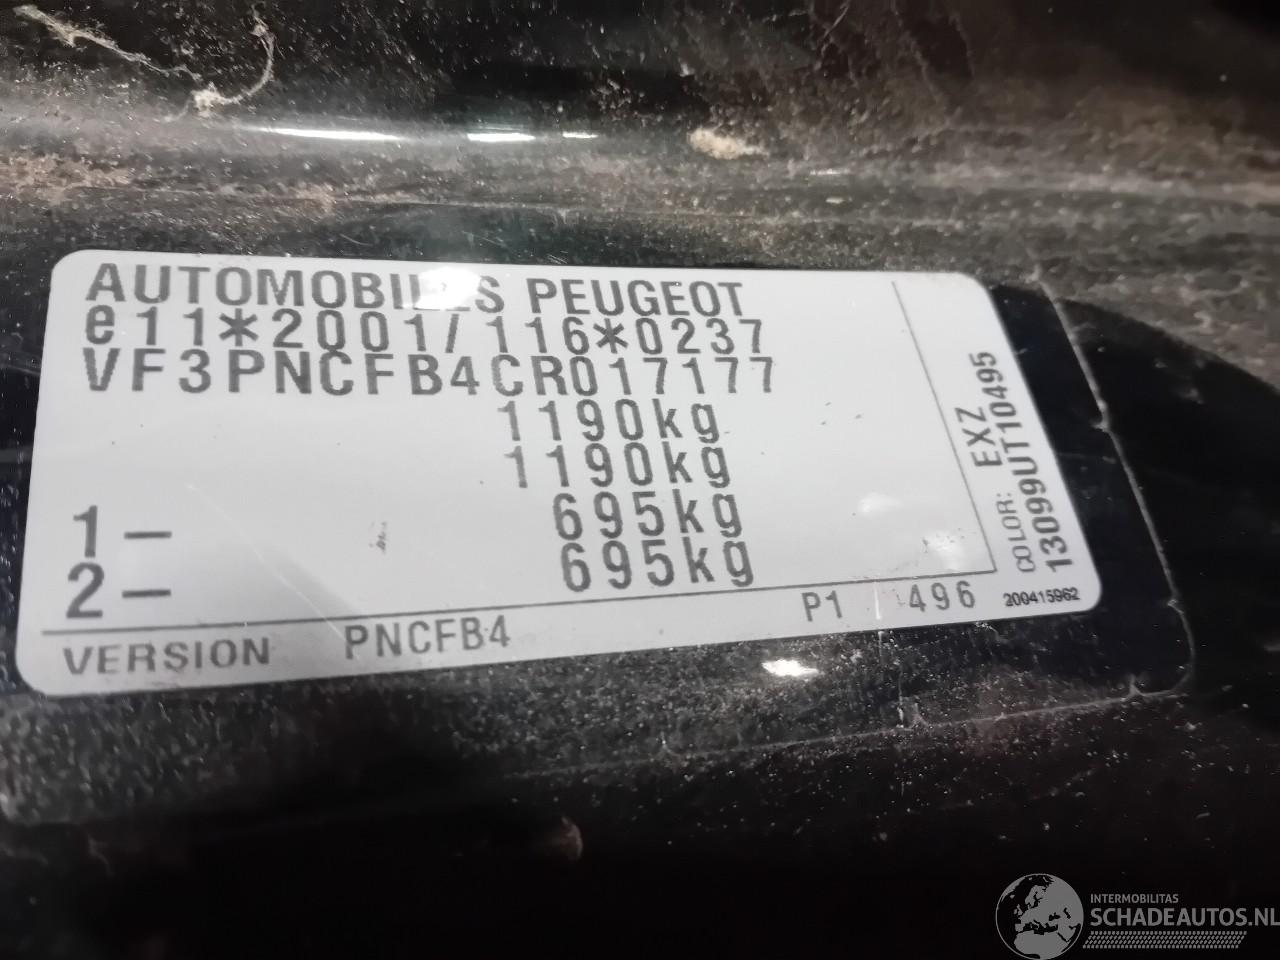 AUTOMOBILES PEUGEOT
e11*2001/116*0237
VF3PNCFB4CR017177
1190kg
1190kg
1- 695kg
2- 695kg
VERSION PNCFB4 P1 496
COLOR: EXZ
13099UT10495
200415962
INTERMOBILITAS
SCHADEAUTOS.NL